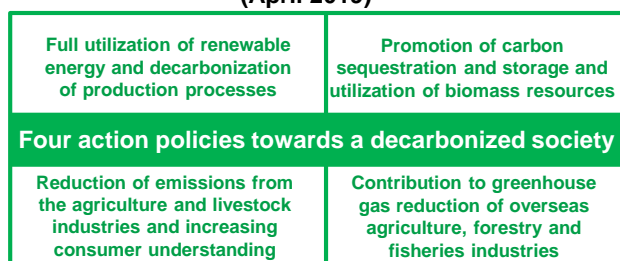 (April
Full utilization of renewable
energy and decarbonization
of production processes
Promotion of carbon
sequestration and storage and
utilization of biomass resources
Four action policies towards a decarbonized society
Reduction of emissions from
the agriculture and livestock
industries and increasing
consumer understanding
Contribution to greenhouse
gas reduction of overseas
agriculture, forestry and
fisheries industries